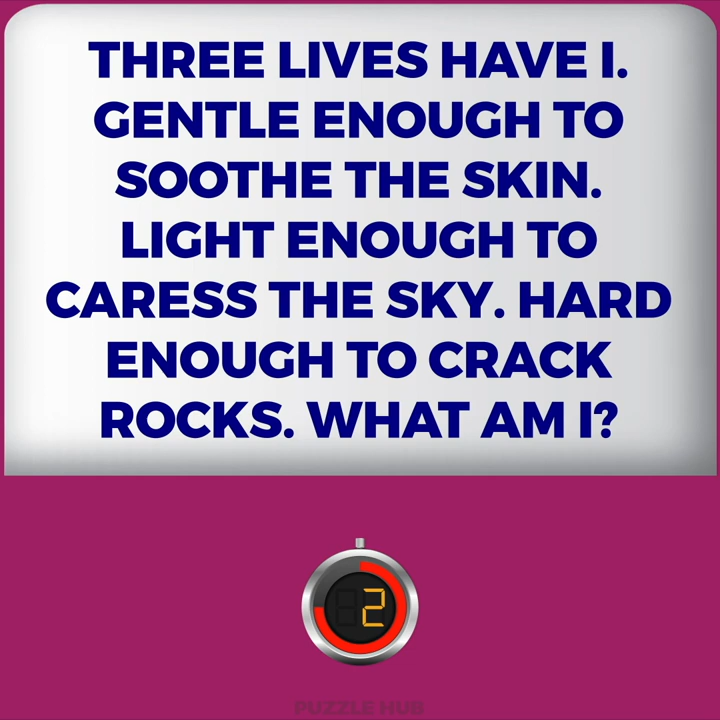 THREE LIVES HAVE I.
GENTLE ENOUGH TO
SOOTHE THE SKIN.
LIGHT ENOUGH TO
CARESS THE SKY. HARD
ENOUGH TO CRACK
ROCKS. WHAT AM I?
2
PUZZLE HUB